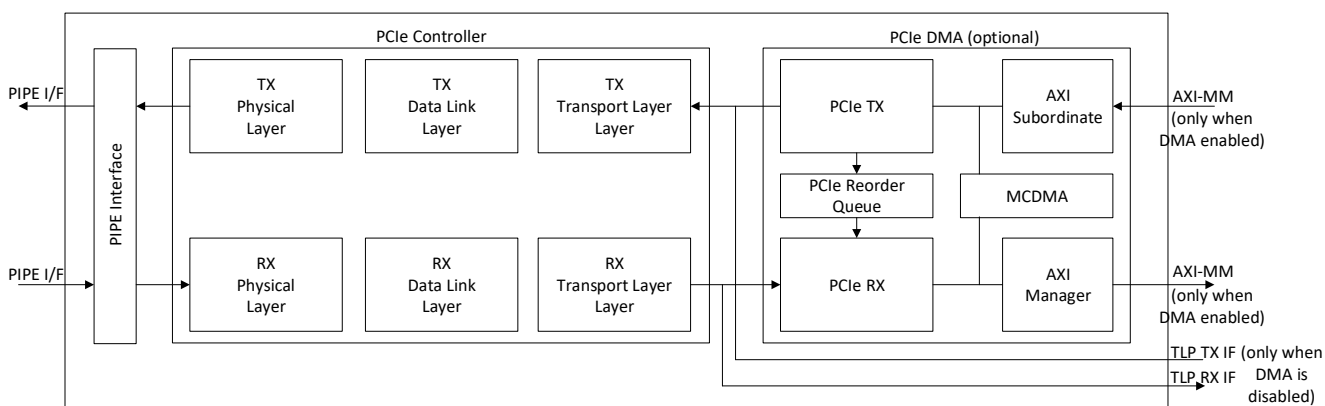 PCIe Controller
PCIe DMA (optional)
PIPE I/F
PIPE Interface
TX
Physical
Layer
TX
Data Link
Layer
TX
Transport Layer
Layer
PCIe TX
AXI
Subordinate
AXI-MM
(only when
DMA enabled)
PCIe Reorder
Queue
MCDMA
PIPE I/F
RX
Physical
Layer
RX
Data Link
Layer
RX
Transport Layer
Layer
PCIe RX
AXI
Manager
AXI-MM
(only when
DMA enabled)
TLP TX IF (only when
TLP RX IF DMA is
disabled)